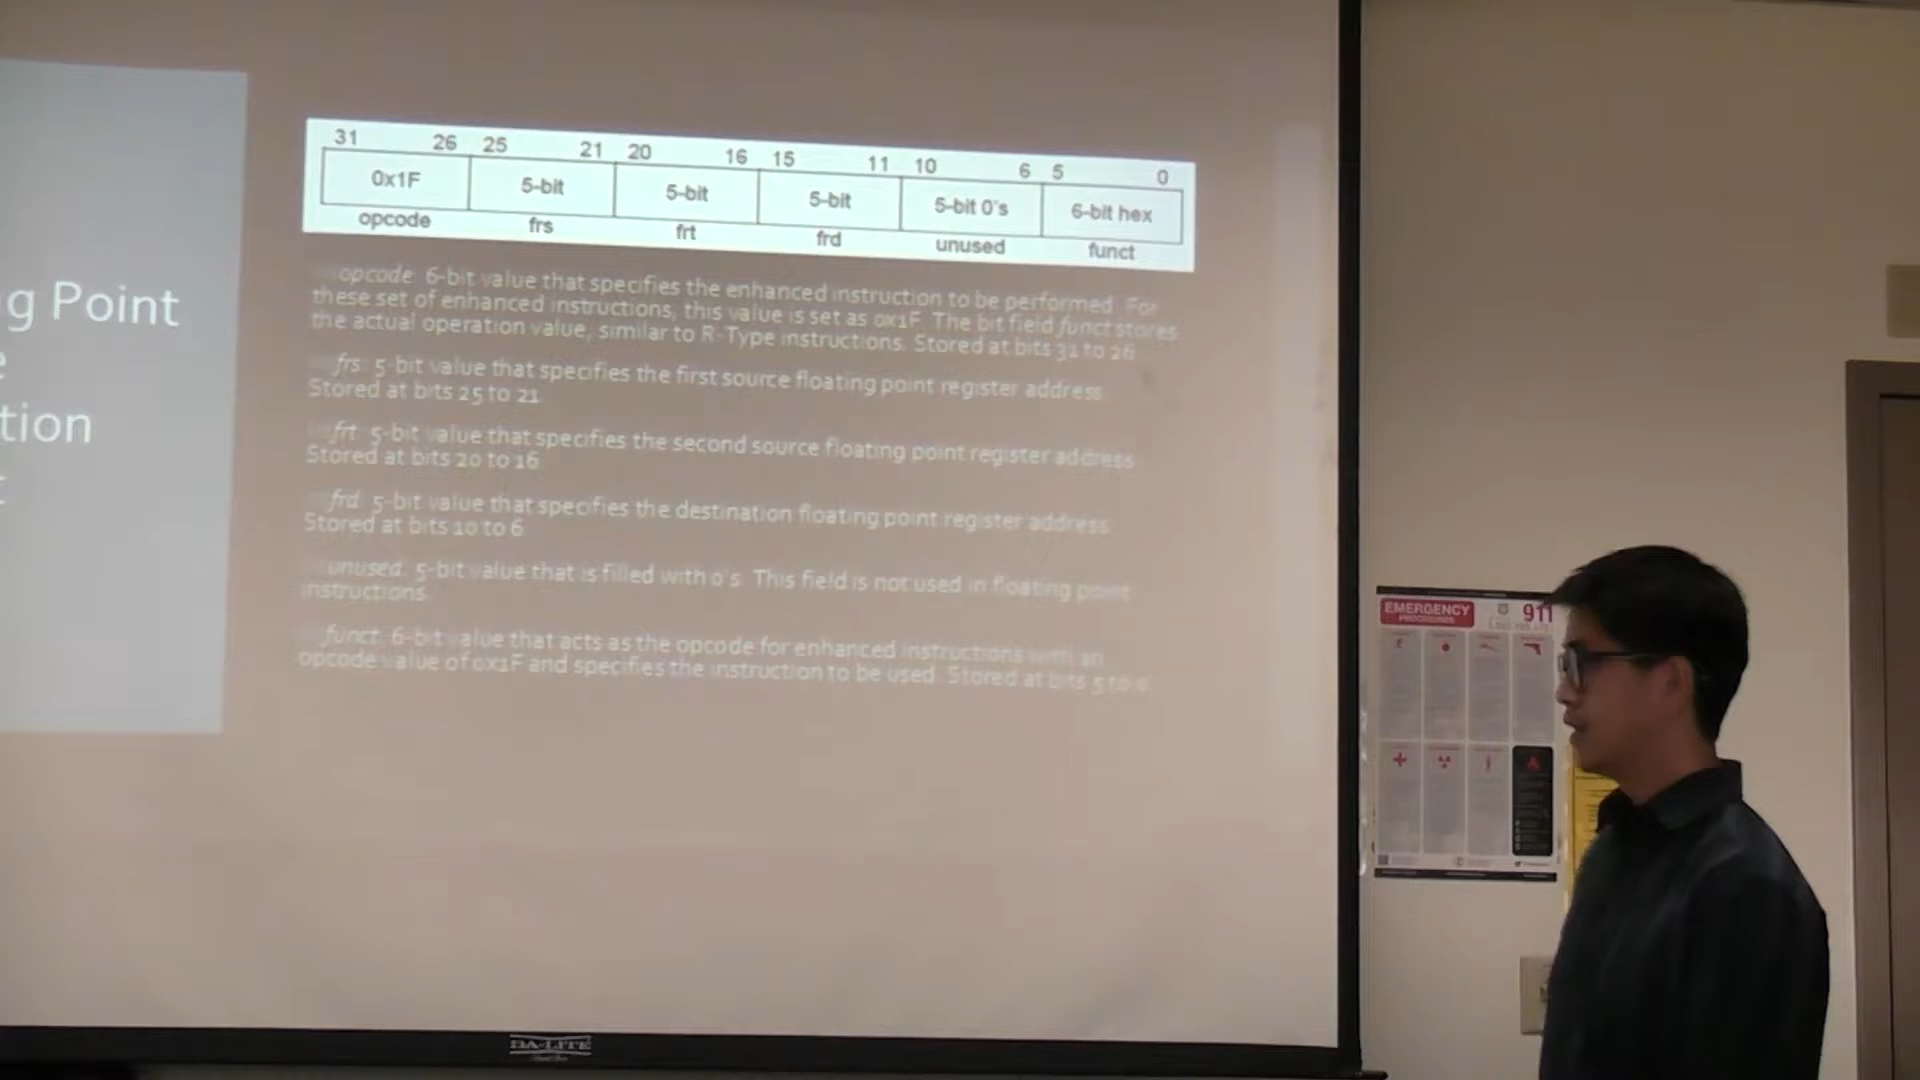 g Point
tion
31 26 25 21 20 16 15 11 10 6 5 0
0x1F 5-bit 5-bit 5-bit 5-bit 0's 6-bit hex
opcode frs frt frd unused funct
opcode: 6-bit value that specifies the enhanced instruction to be performed. For
these set of enhanced instructions, this value is set as 0x1F. The bit field funct stores
the actual operation value, similar to R-Type instructions. Stored at bits 31 to 26
frs: 5-bit value that specifies the first source floating point register address.
Stored at bits 25 to 21
frt: 5-bit value that specifies the second source floating point register address.
Stored at bits 20 to 16
frd: 5-bit value that specifies the destination floating point register address.
Stored at bits 10 to 6
unused: 5-bit value that is filled with 0's. This field is not used in floating point
instructions.
funct: 6-bit value that acts as the opcode for enhanced instructions with an
opcode value of 0x1F and specifies the instruction to be used. Stored at bits 5 to 0.
EMERGENCY 911
PROCEDURES
DA-LITE